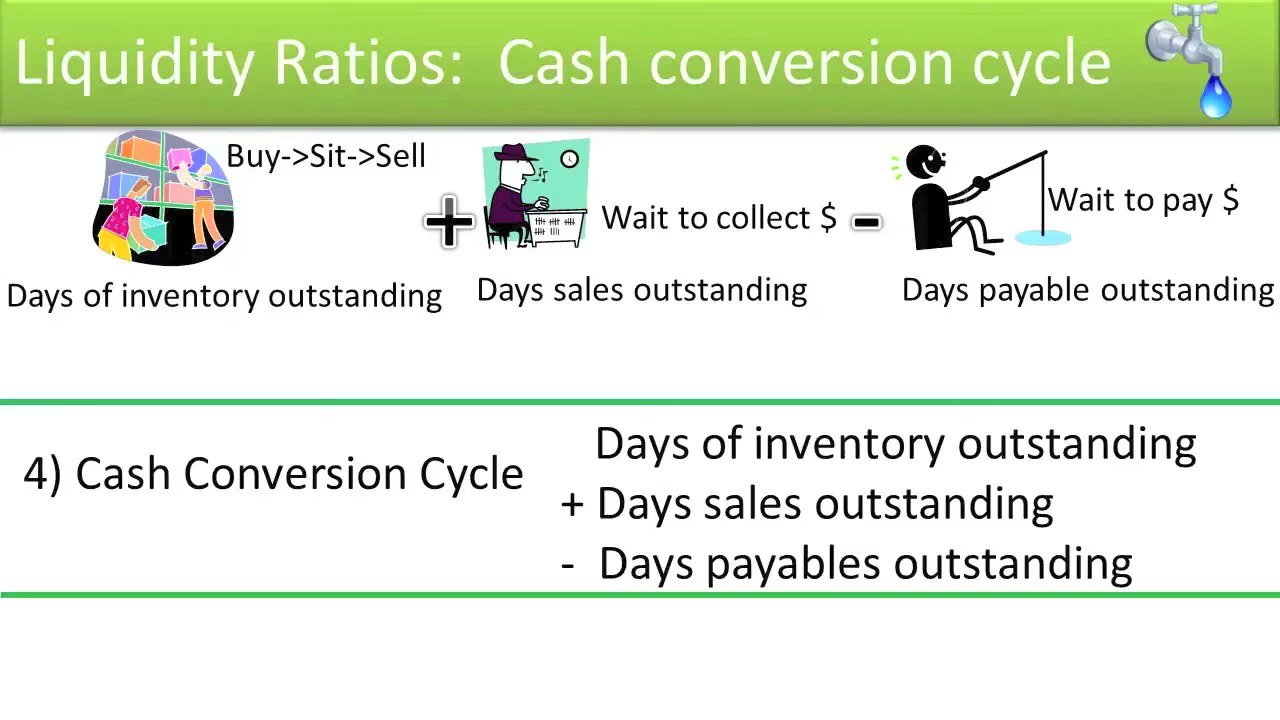 Liquidity Ratios: Cash conversion cycle
Buy->Sit->Sell
+
Wait to collect $
-
Wait to pay $
Days of inventory outstanding
Days sales outstanding
Days payable outstanding
4) Cash Conversion Cycle
Days of inventory outstanding
+ Days sales outstanding
- Days payables outstanding